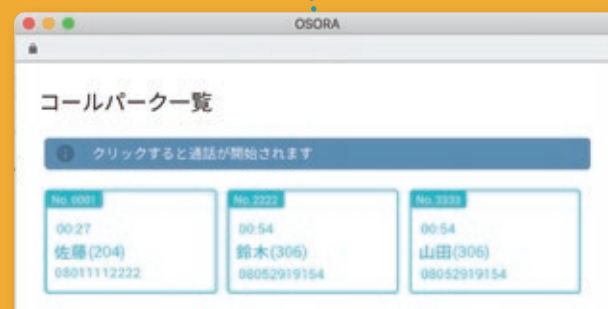 OSORA
コールパーク一覧
クリックすると通話が開始されます
No.0001
00:27
佐藤(204)
08011112222
No.2222
00:54
鈴木(306)
08052919154
No.3333
00:54
山田(306)
08052919154